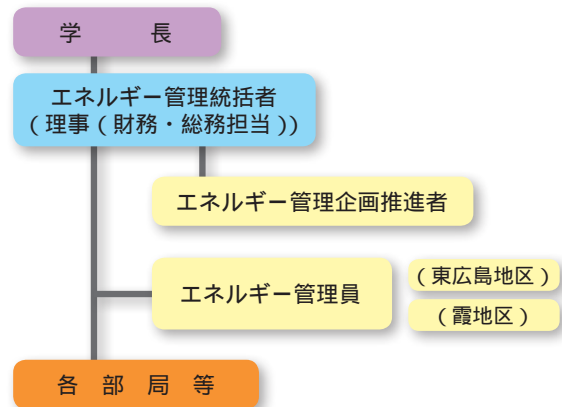 学　　長
エネルギー管理統括者
(理事(財務・総務担当))
エネルギー管理企画推進者
エネルギー管理員
(東広島地区)
(霞地区)
各 部 局 等